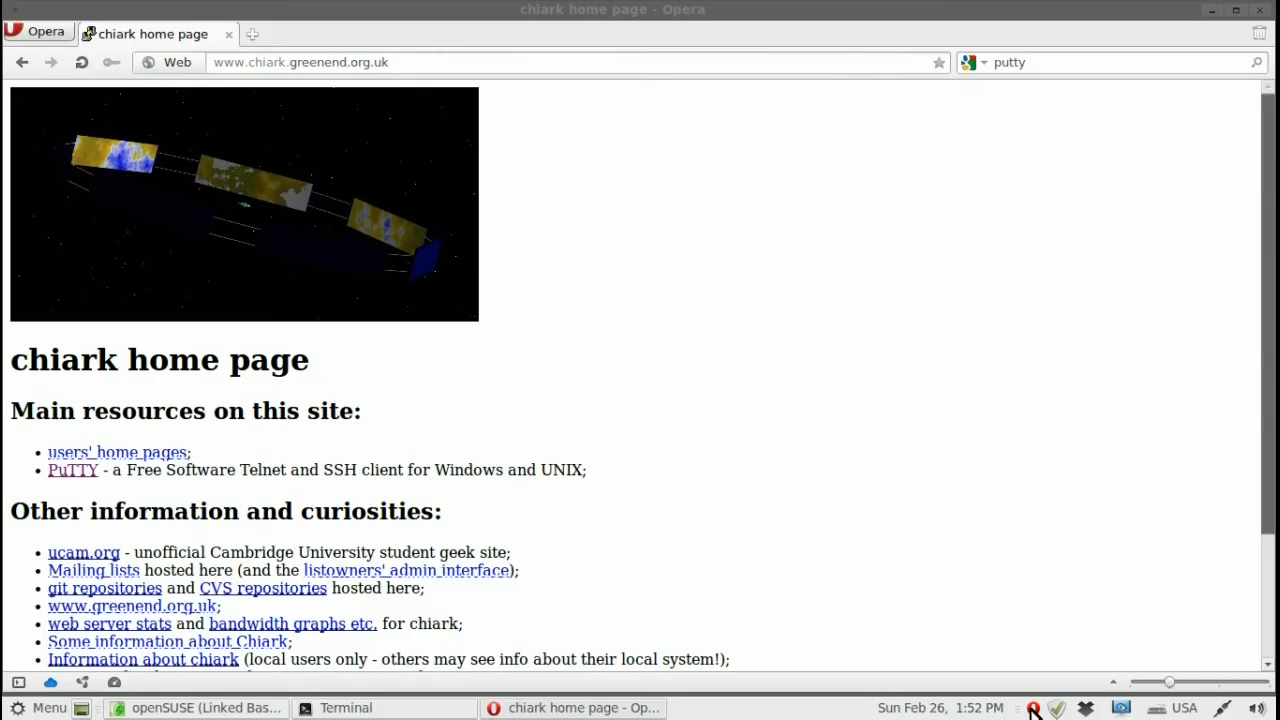 chiark home page - Opera
Opera
chiark home page
Web
www.chiark.greenend.org.uk
putty
chiark home page
Main resources on this site:
users' home pages;
PuTTY - a Free Software Telnet and SSH client for Windows and UNIX;
Other information and curiosities:
ucam.org - unofficial Cambridge University student geek site;
Mailing lists hosted here (and the listowners' admin interface);
git repositories and CVS repositories hosted here;
www.greenend.org.uk;
web server stats and bandwidth graphs etc. for chiark;
Some information about Chiark;
Information about chiark (local users only - others may see info about their local system!);
Menu
openSUSE (Linked Bas...
Terminal
chiark home page - Op...
Sun Feb 26, 1:52 PM
USA